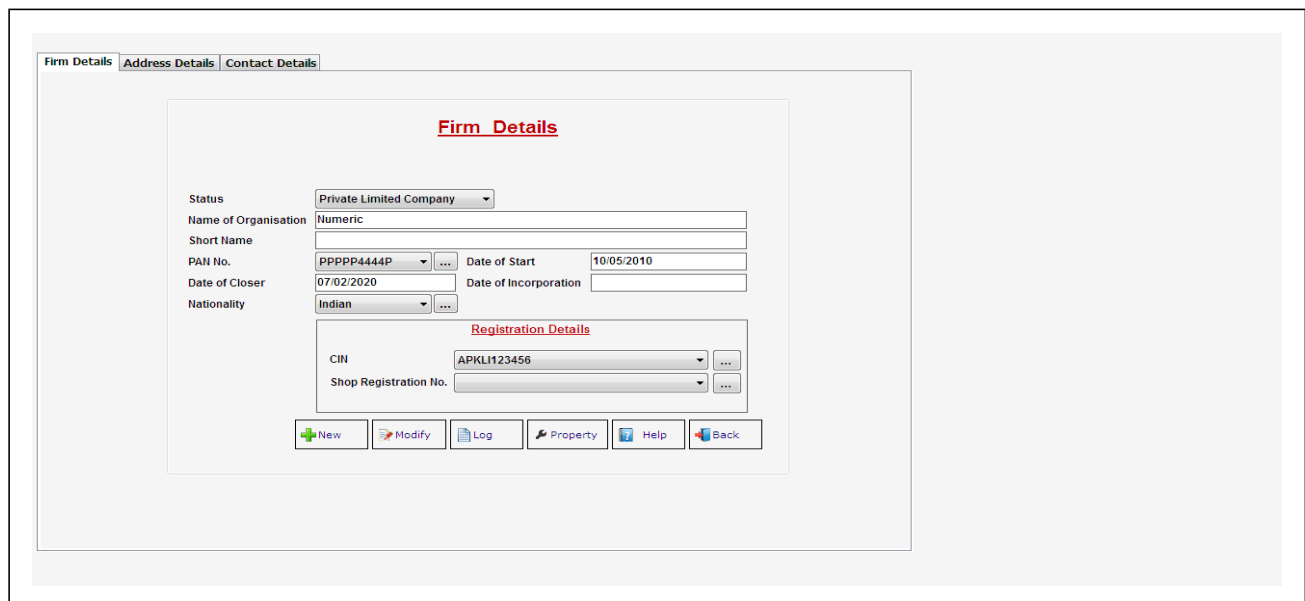 Firm Details Address Details Contact Details
Firm Details
Status Private Limited Company
Name of Organisation Numeric
Short Name
PAN No. PPPPP4444P ... Date of Start 10/05/2010
Date of Closer 07/02/2020 Date of Incorporation
Nationality Indian ...
Registration Details
CIN APKLI123456 ...
Shop Registration No. ...
New Modify Log Property Help Back